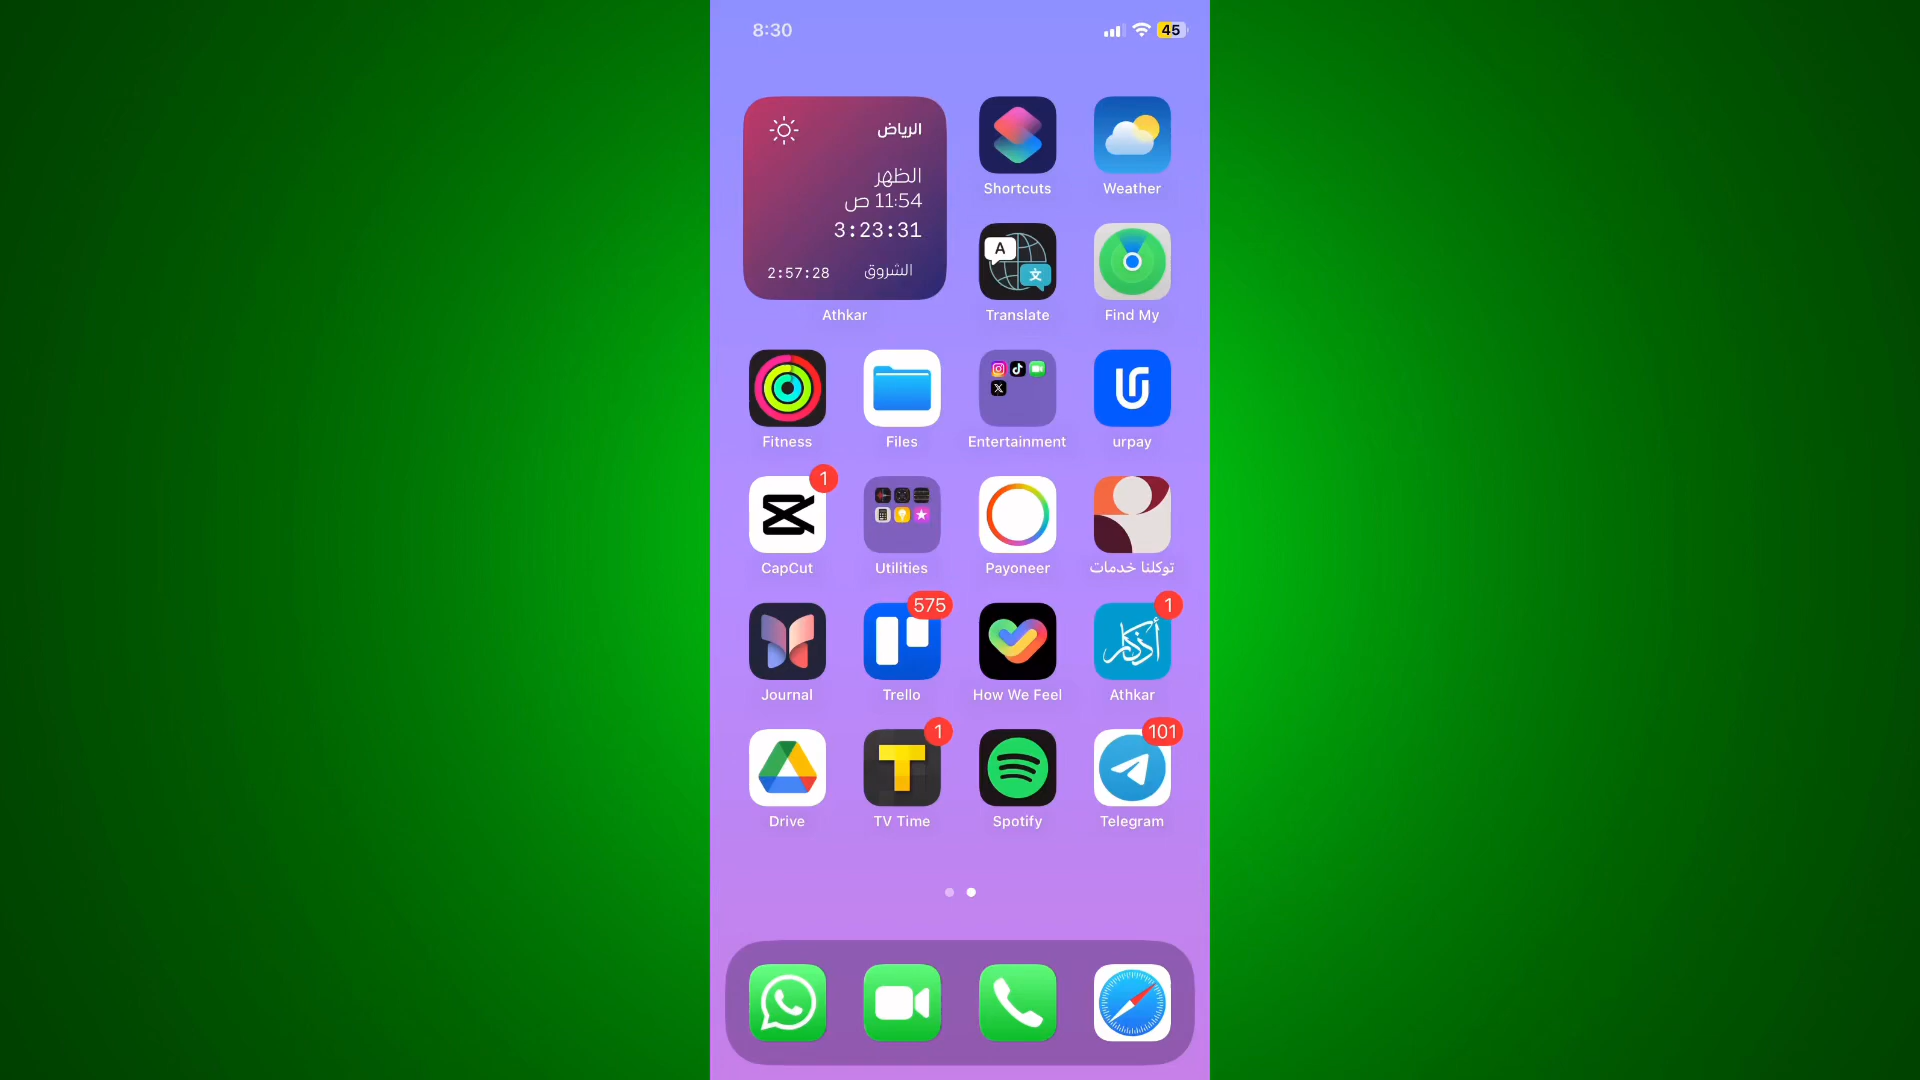 8:30
45
الرياض
الظهر
11:54 ص
3:23:31
الشروق 2:57:28
Athkar
Shortcuts
Weather
A
文
Translate
Find My
Fitness
Files
Entertainment
urpay
1
CapCut
Utilities
Payoneer
توكلنا خدمات
575
1
أذكار
Journal
Trello
How We Feel
Athkar
1
101
T
Drive
TV Time
Spotify
Telegram